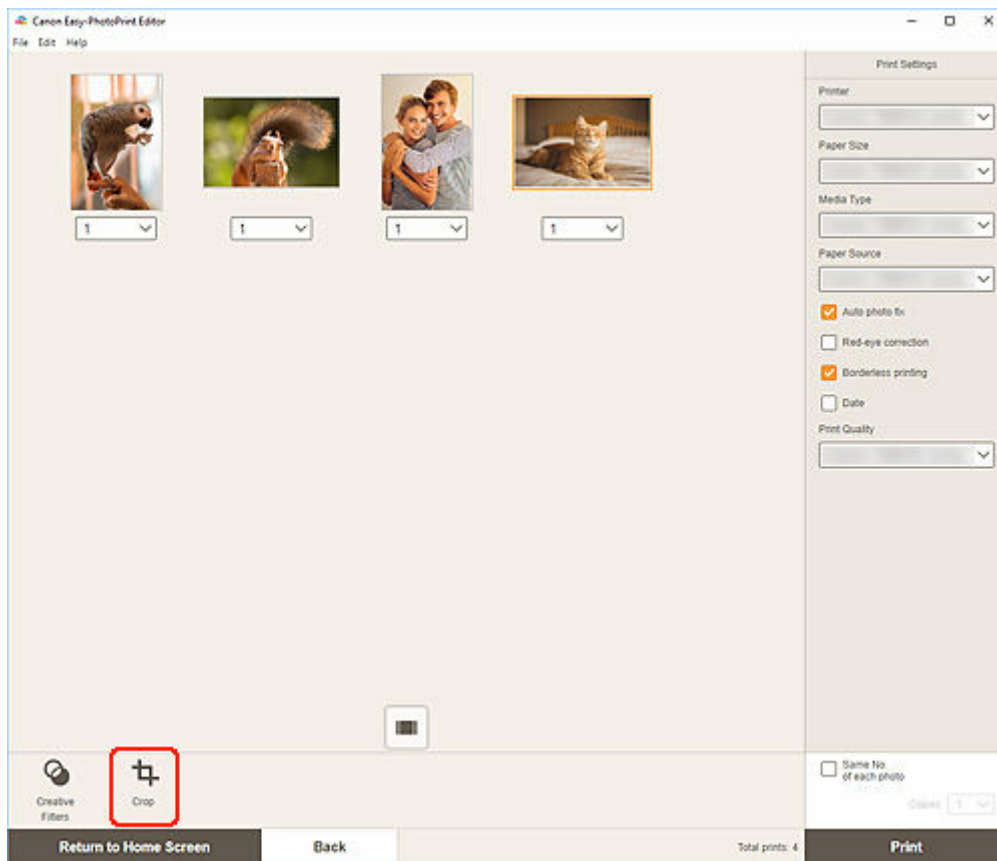 Canon Easy-PhotoPrint Editor
File Edit Help
Print Settings
Printer
Paper Size
Media Type
Paper Source
Auto photo fix
Red-eye correction
Borderless printing
Date
Print Quality
1 1 1 1
Creative
Filters
Crop
Same No.
of each photo
Copies 1
Return to Home Screen
Back
Total prints: 4
Print